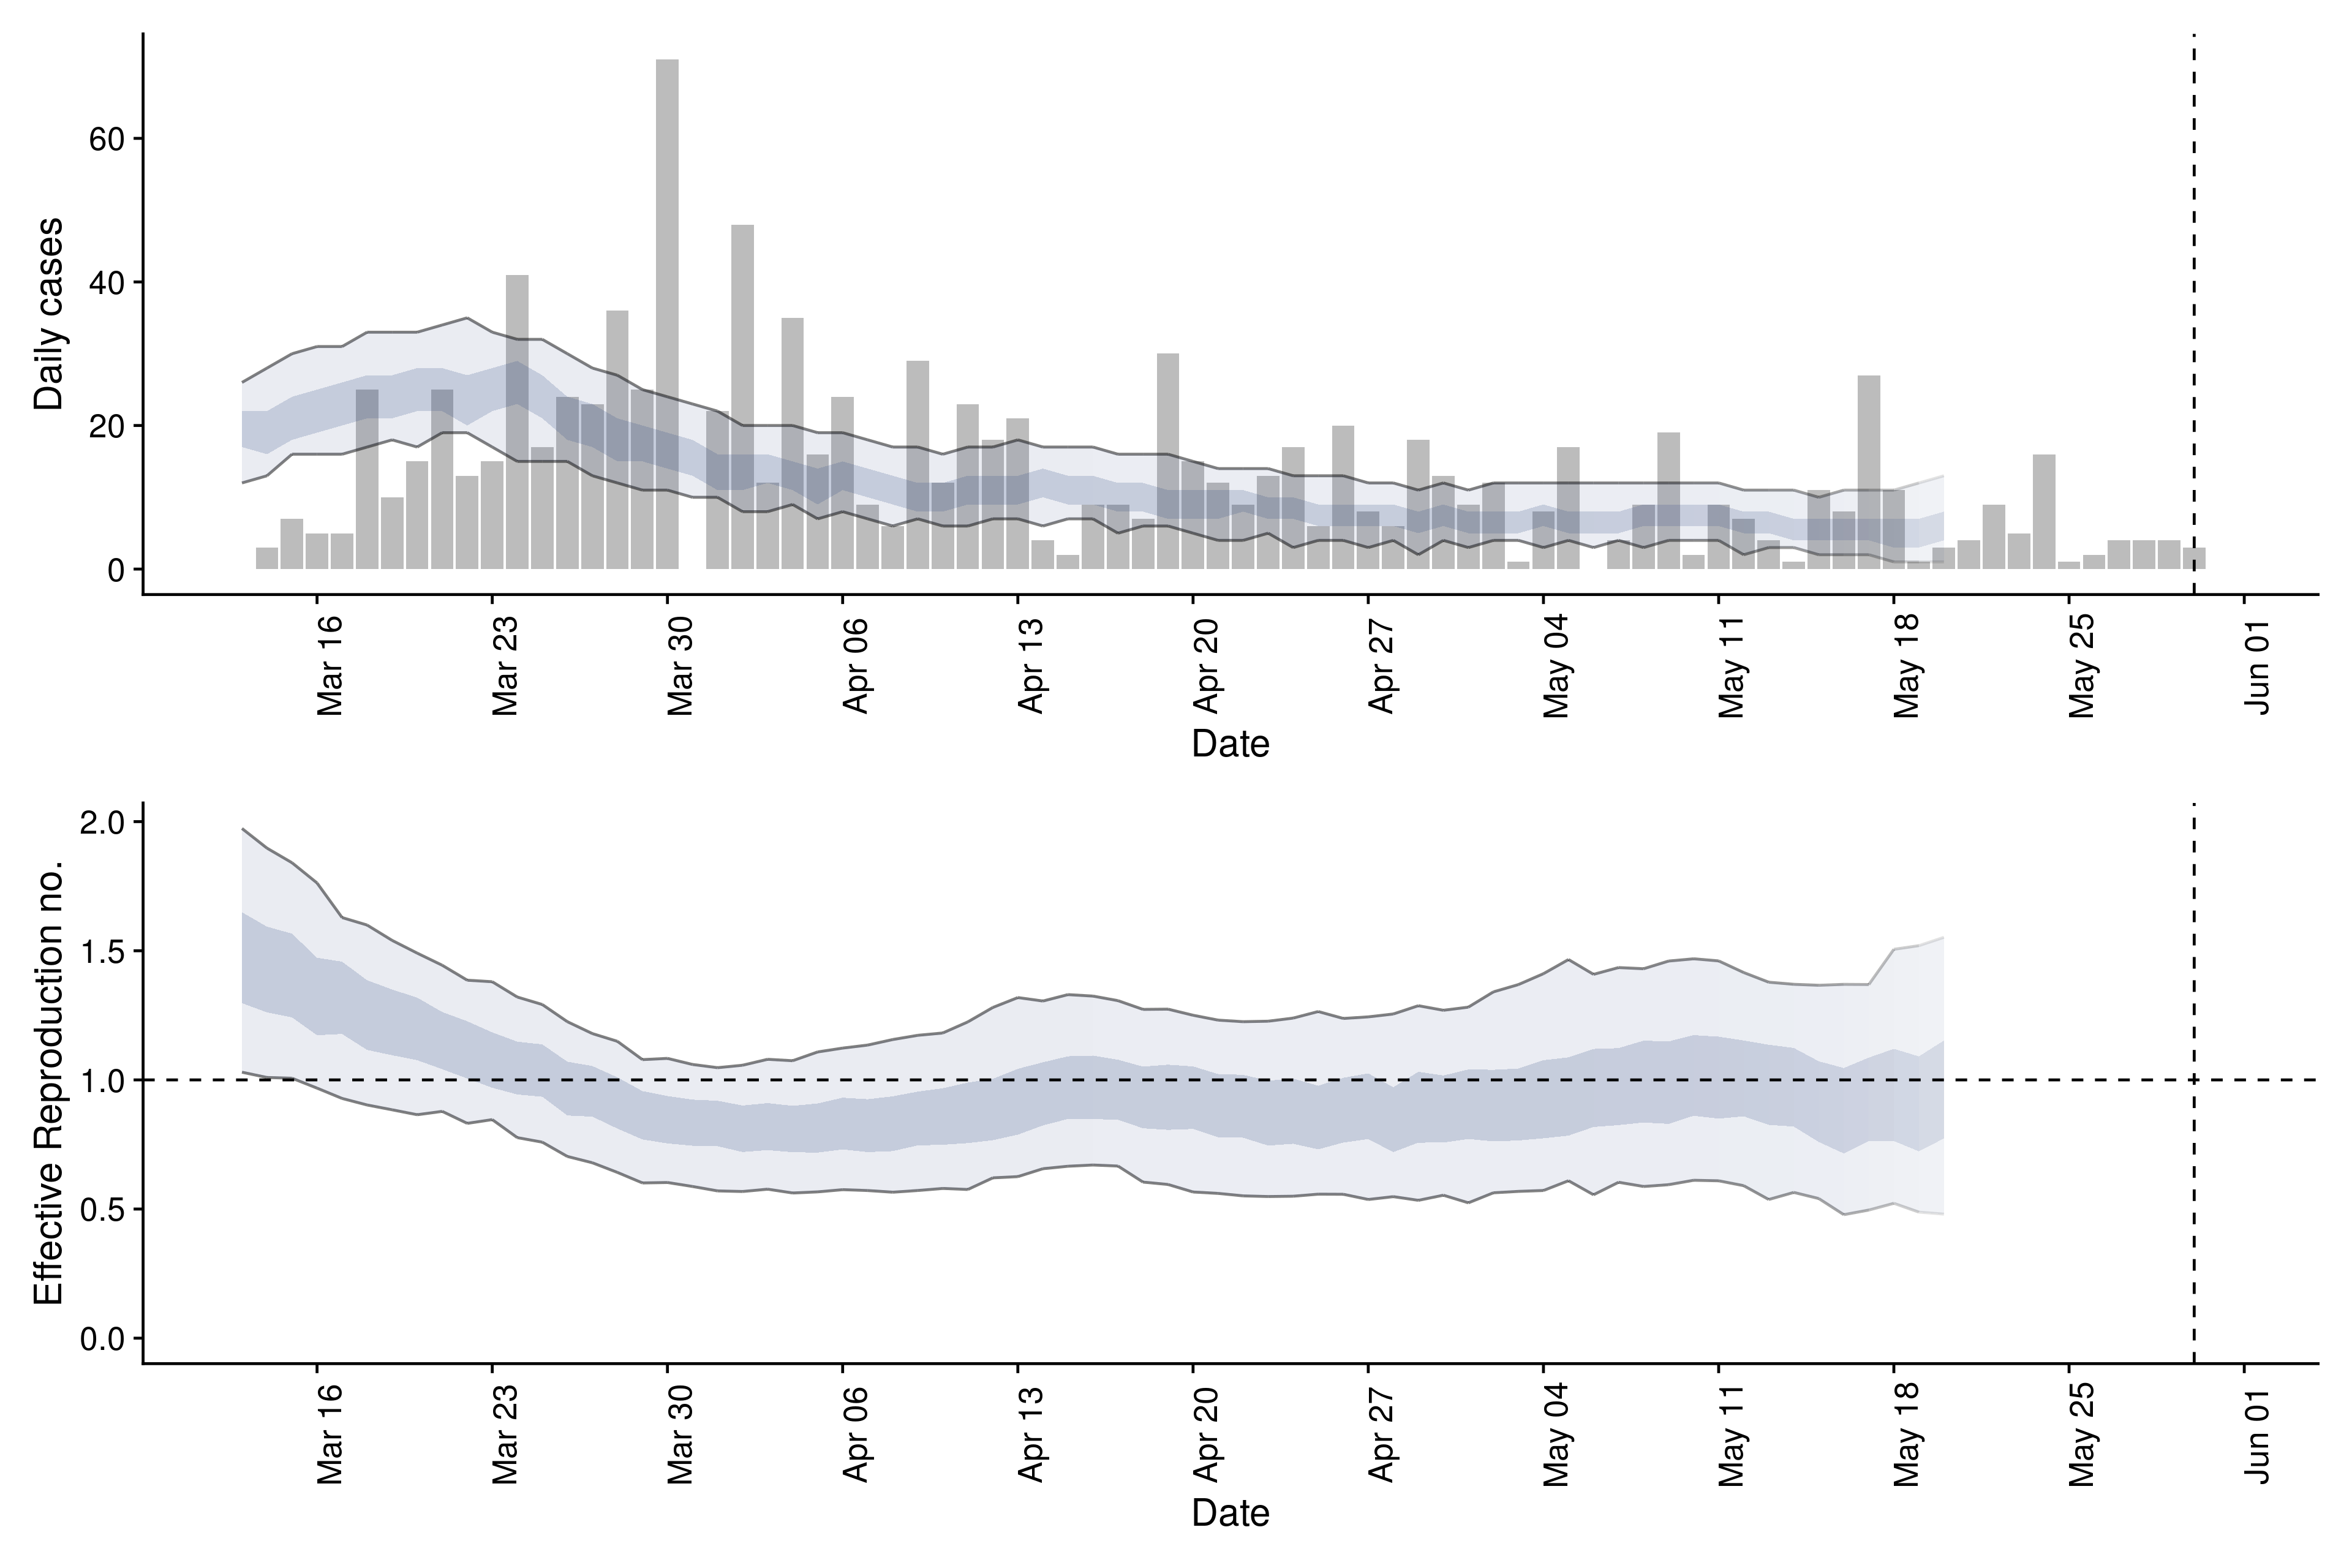 Daily cases
60
40
20
0
Mar 16
Mar 23
Mar 30
Apr 06
Apr 13
Apr 20
Apr 27
May 04
May 11
May 18
May 25
Jun 01
Date
Effective Reproduction no.
2.0
1.5
1.0
0.5
0.0
Mar 16
Mar 23
Mar 30
Apr 06
Apr 13
Apr 20
Apr 27
May 04
May 11
May 18
May 25
Jun 01
Date